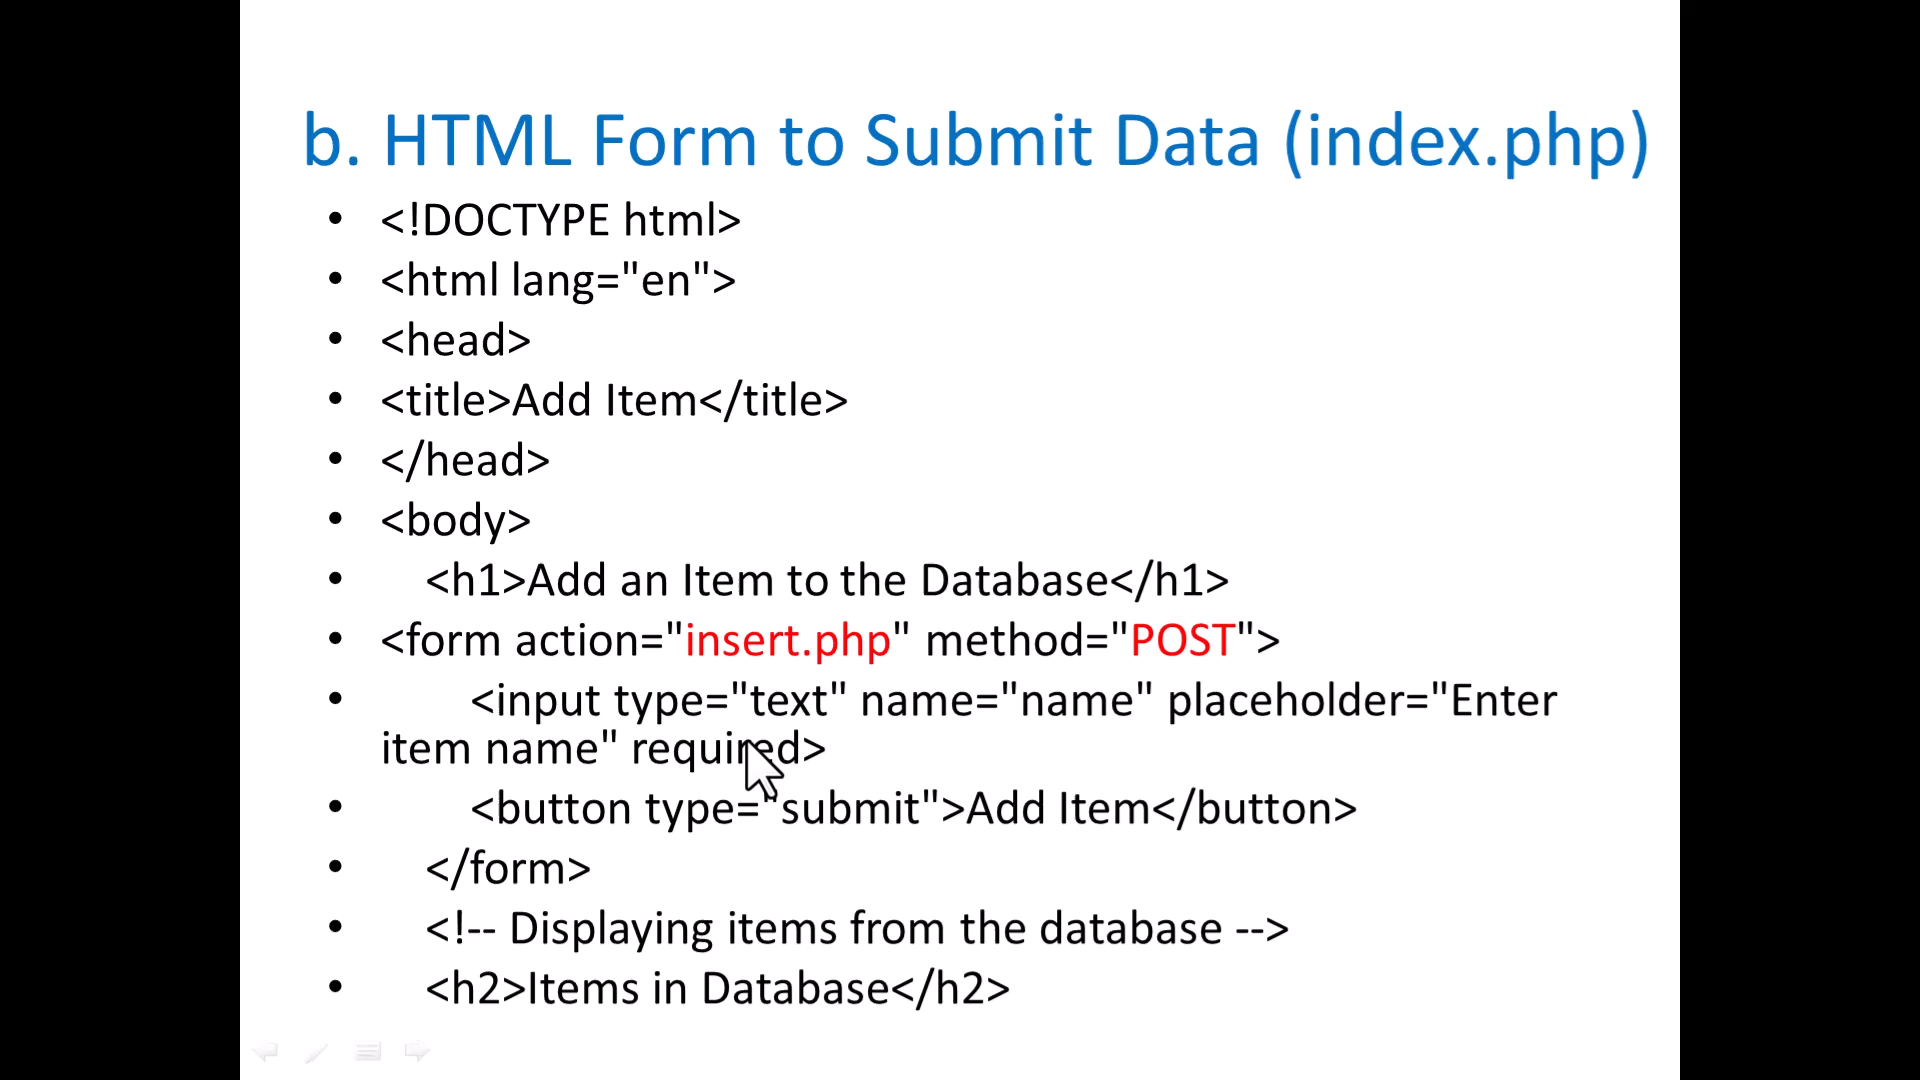 b. HTML Form to Submit Data (index.php)
• <!DOCTYPE html>
• <html lang="en">
• <head>
• <title>Add Item</title>
• </head>
• <body>
• <h1>Add an Item to the Database</h1>
• <form action="insert.php" method="POST">
• <input type="text" name="name" placeholder="Enter
item name" required>
• <button type="submit">Add Item</button>
• </form>
• <!-- Displaying items from the database -->
• <h2>Items in Database</h2>